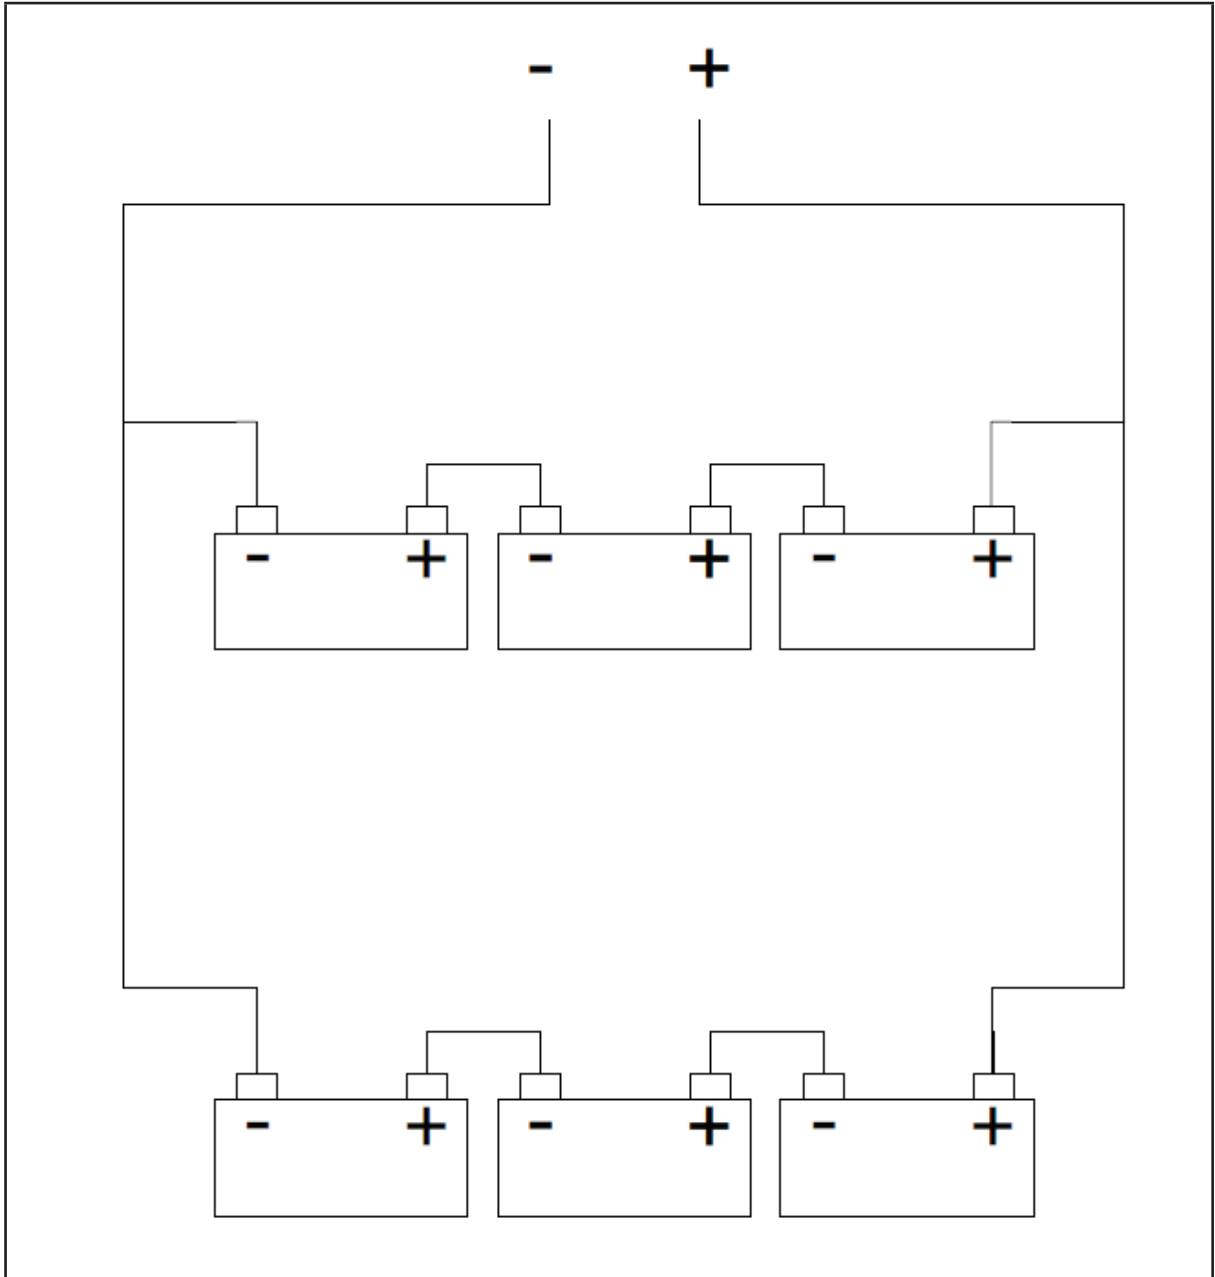 - +
- + - + - +
- + - + - +